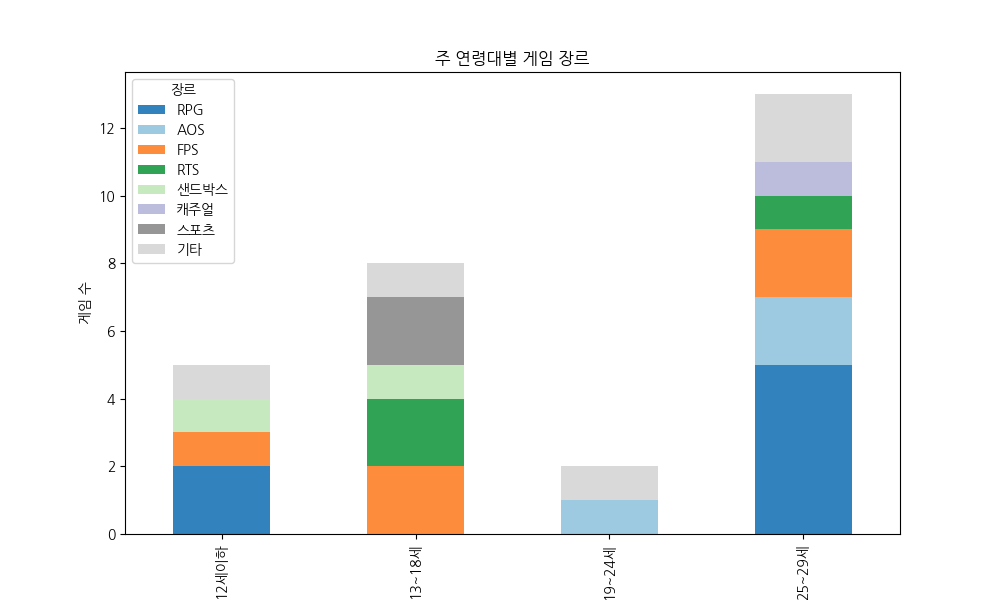 주 연령대별 게임 장르
장르
RPG
AOS
FPS
RTS
샌드박스
캐주얼
스포츠
기타
게임 수
12
10
8
6
4
2
0
12세이하
13~18세
19~24세
25~29세